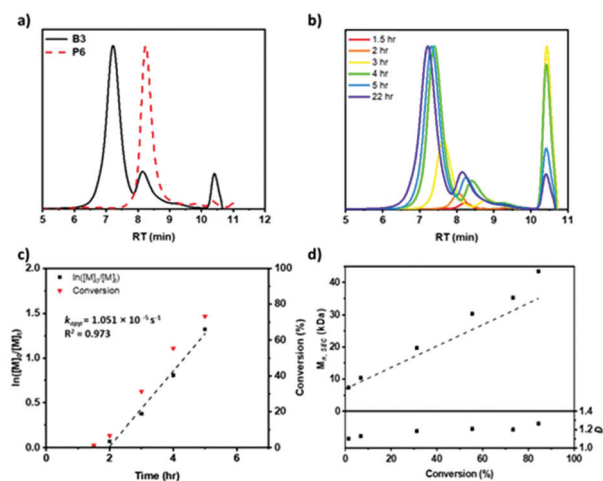 a)
B3
P6
5 6 7 8 9 10 11 12
RT (min)
b)
1.5 hr
2 hr
3 hr
4 hr
5 hr
22 hr
5 6 7 8 9 10 11
RT (min)
c)
2.0
1.5
1.0
0.5
0.0
ln([M]₀/[M]ₜ)
ln([M]₀/[M]ₜ)
Conversion
k_app = 1.051 × 10⁻⁵ s⁻¹
R² = 0.973
100
80
60
40
20
0
Conversion (%)
0 2 4 6
Time (hr)
d)
40
30
20
10
0
Mₙ, SEC (kDa)
1.4
1.2
1.0
Đ
0 20 40 60 80 100
Conversion (%)